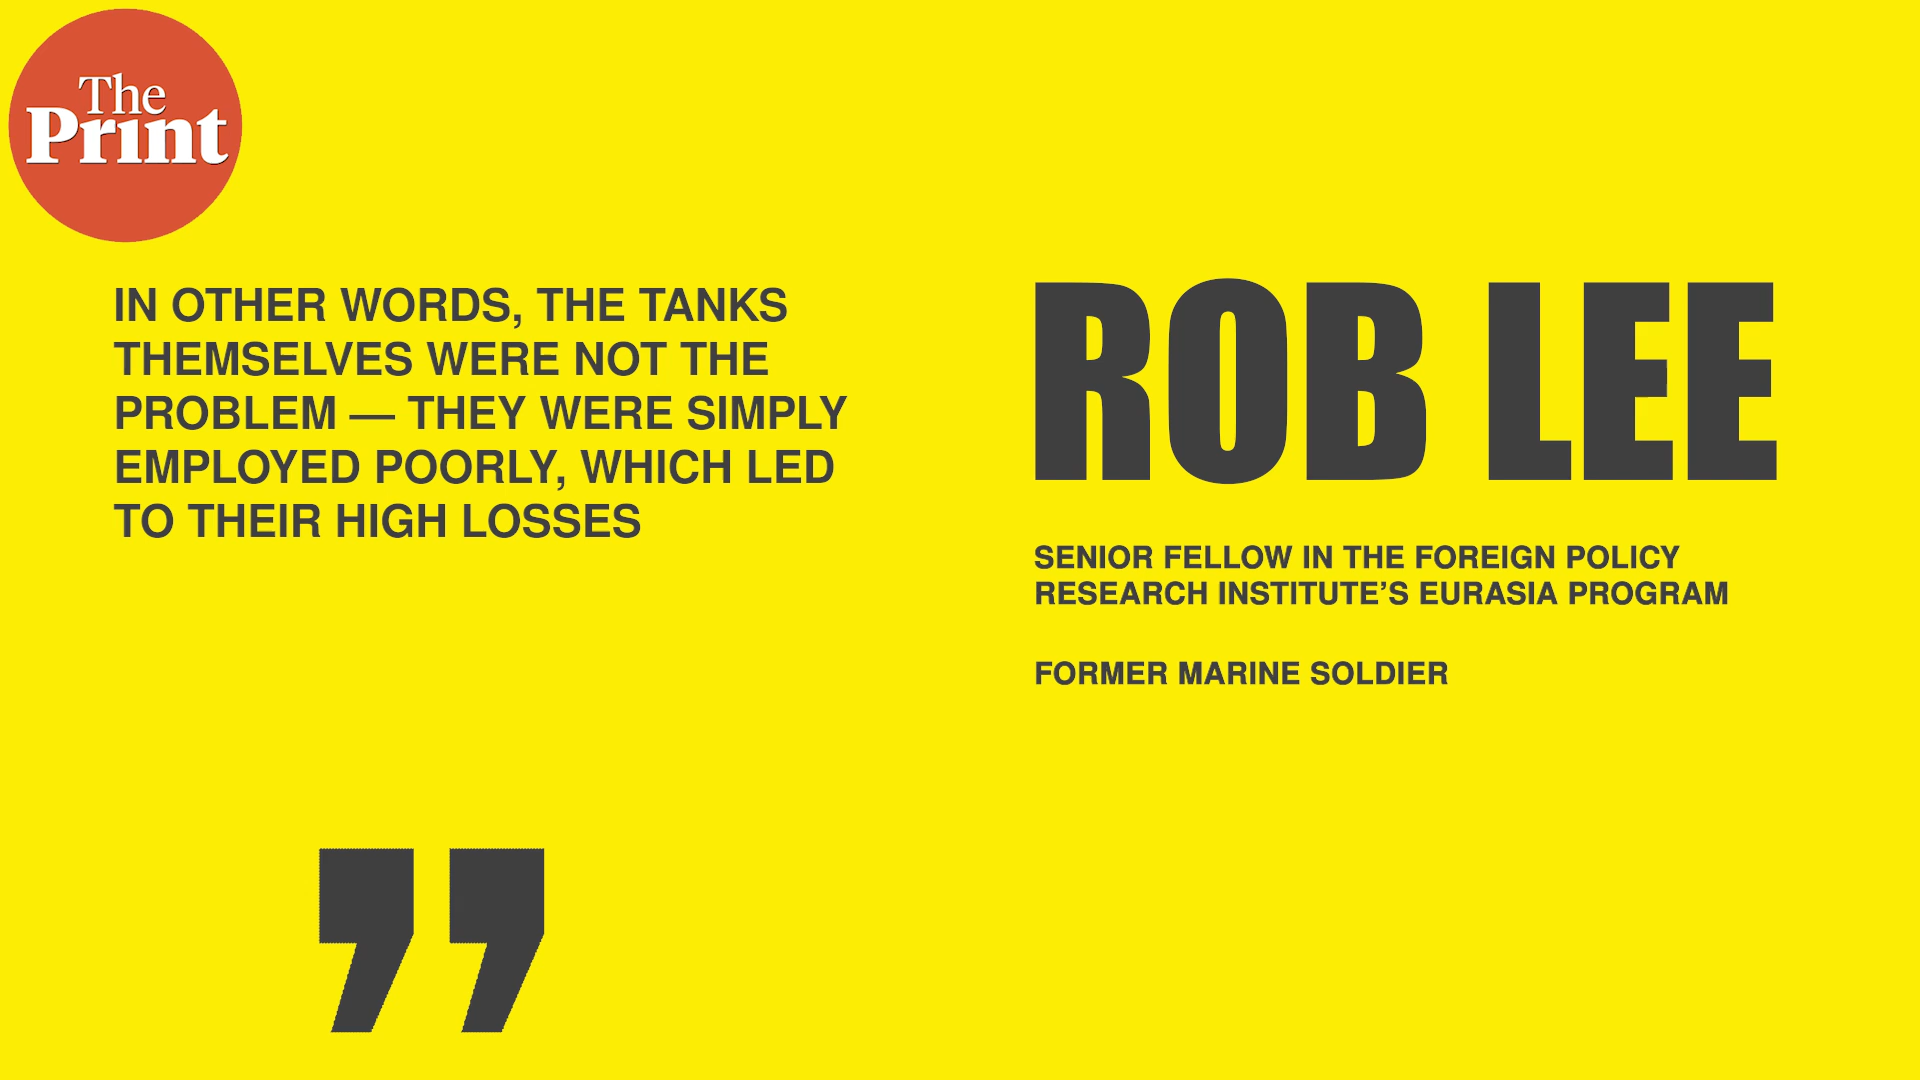 The
Print
IN OTHER WORDS, THE TANKS
THEMSELVES WERE NOT THE
PROBLEM — THEY WERE SIMPLY
EMPLOYED POORLY, WHICH LED
TO THEIR HIGH LOSSES
”
ROB LEE
SENIOR FELLOW IN THE FOREIGN POLICY
RESEARCH INSTITUTE’S EURASIA PROGRAM
FORMER MARINE SOLDIER